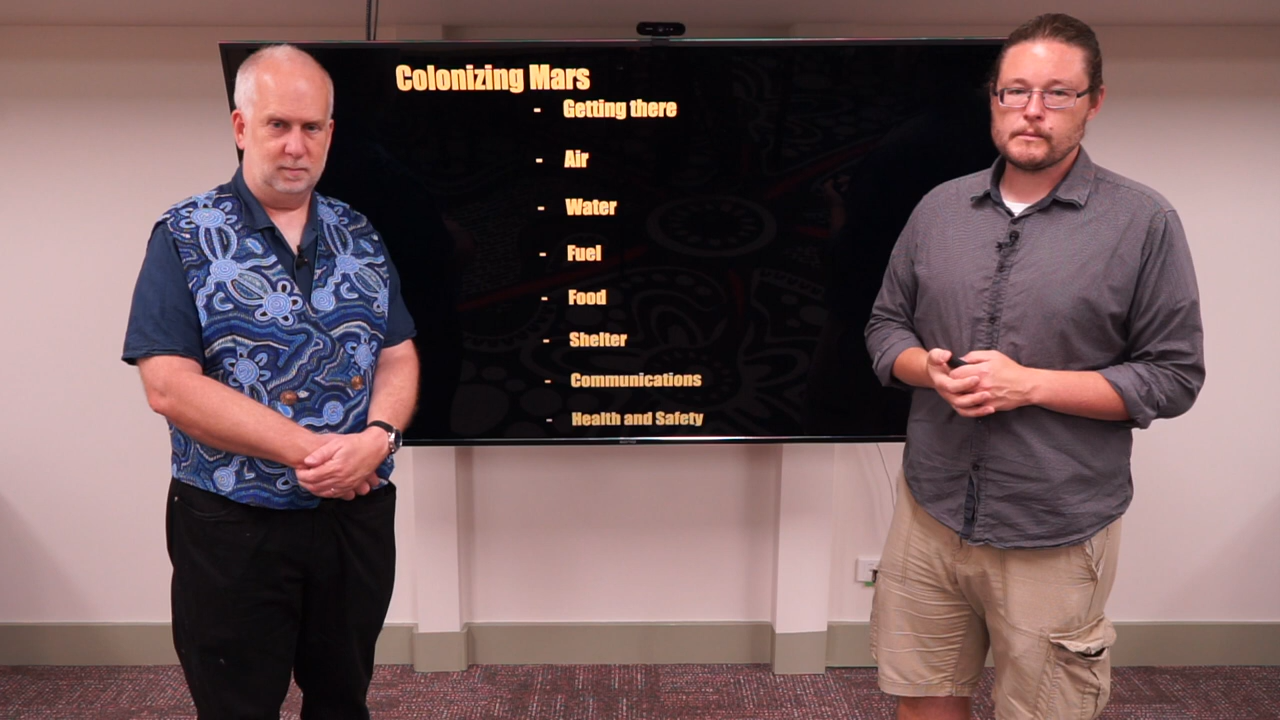 Colonizing Mars
- Getting there
- Air
- Water
- Fuel
- Food
- Shelter
- Communications
- Health and Safety